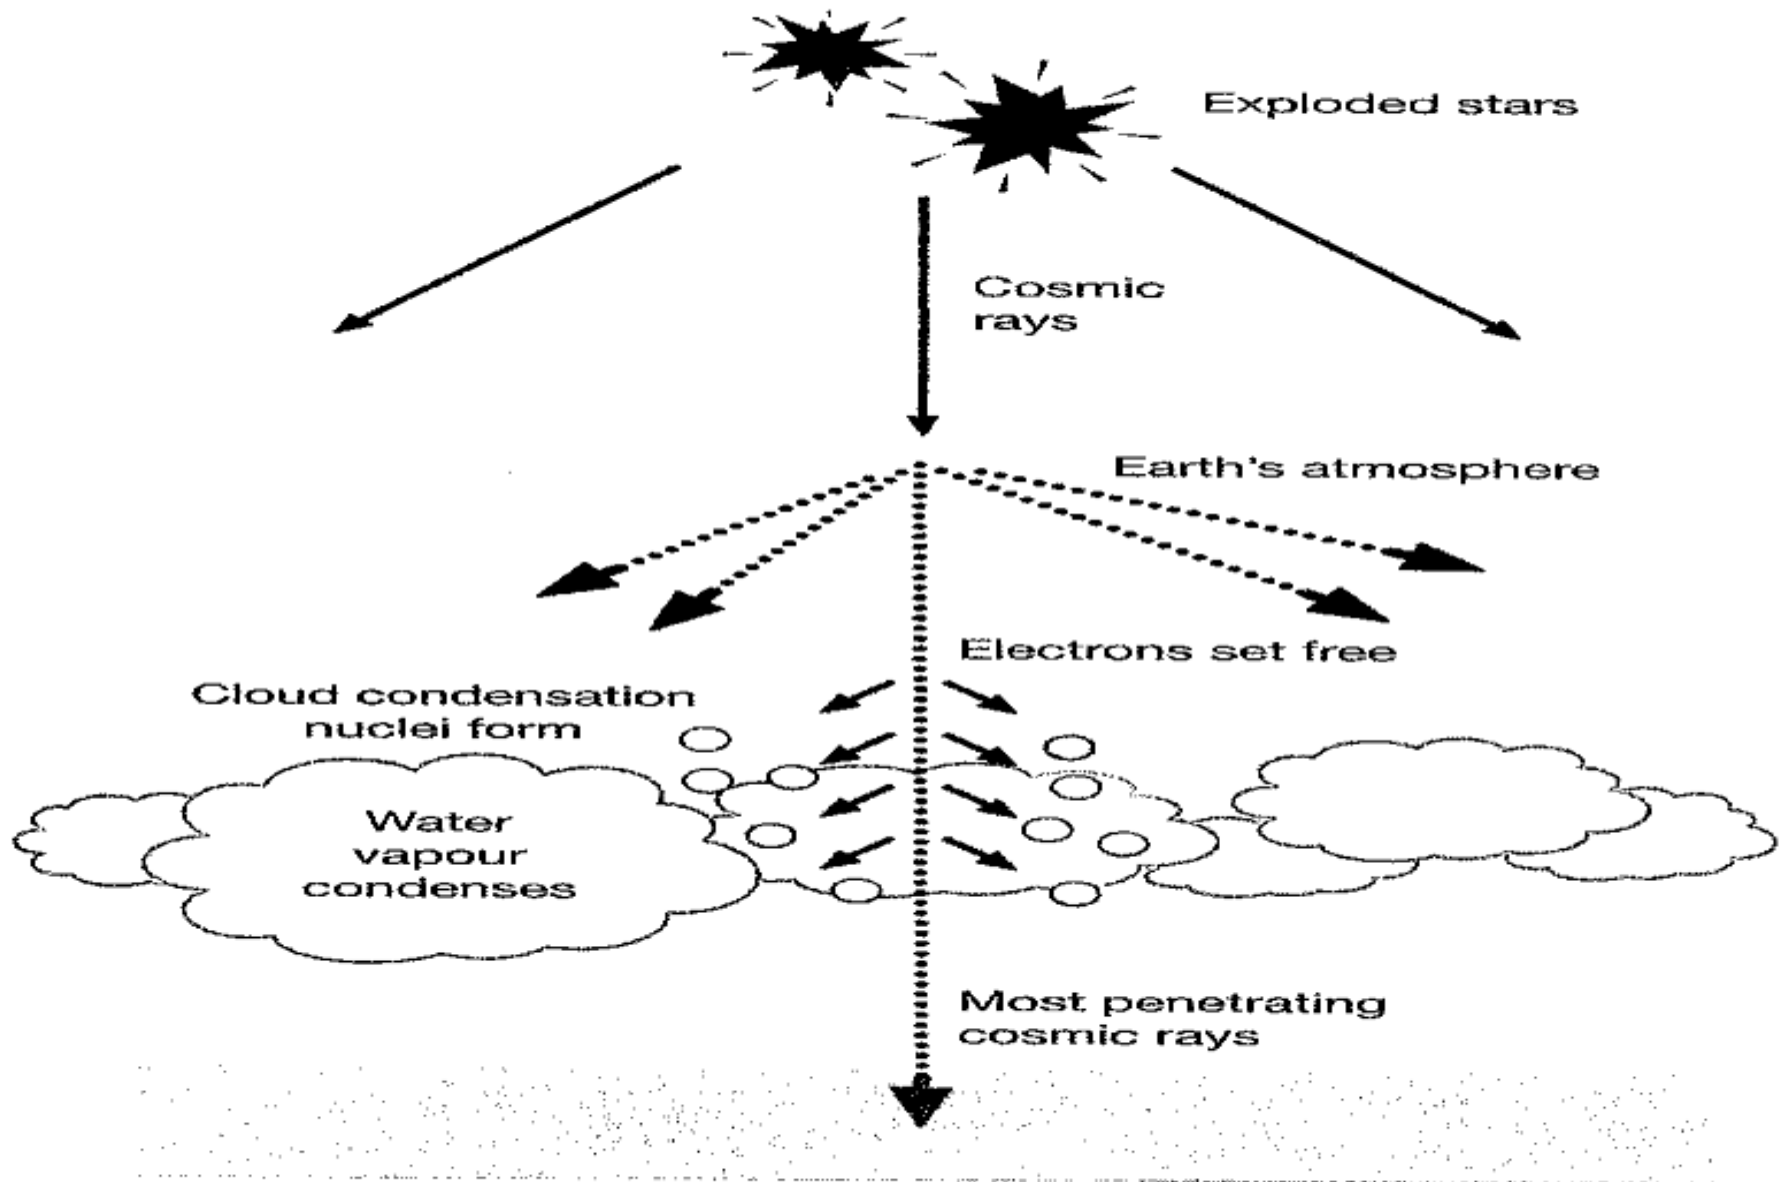 Exploded stars
Cosmic
rays
Earth's atmosphere
Electrons set free
Cloud condensation
nuclei form
Water
vapour
condenses
Most penetrating
cosmic rays